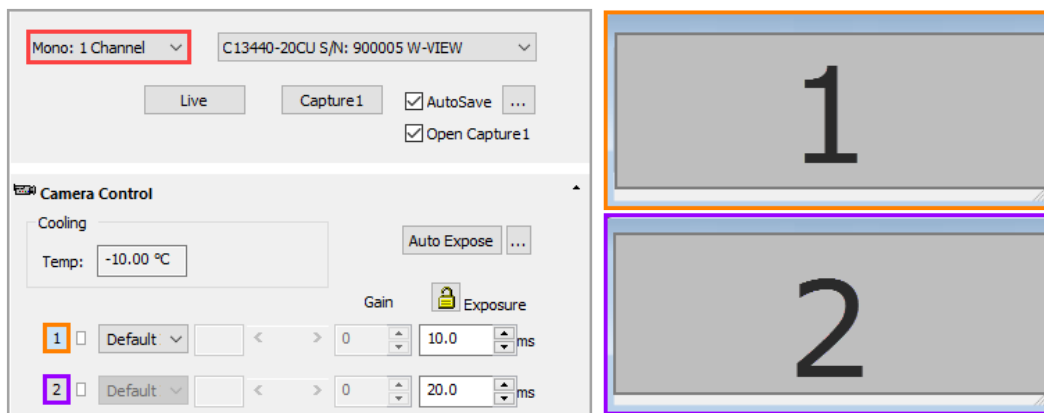 Mono: 1 Channel
C13440-20CU S/N: 900005 W-VIEW
Live
Capture1
AutoSave
...
Open Capture1
Camera Control
Cooling
Temp:
-10.00 ℃
Auto Expose
...
Gain
Exposure
1
Default
<
>
0
10.0
ms
2
Default
<
>
0
20.0
ms
1
2